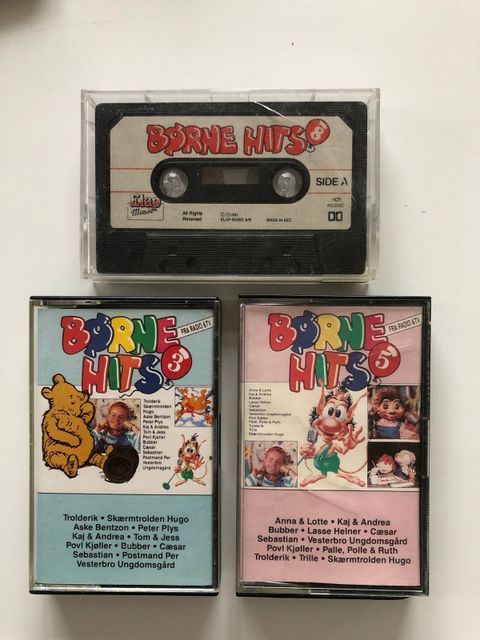 BØRNE HITS 8
SIDE A
Elap
Music
All Rights
Reserved
ELAP MUSIC A/S
MADE IN EEC
BØRNE
HITS 3
FRA RADIO & TV
Trolderik
Skærmtrolden
Hugo
Aske Bentzon
Peter Plys
Kaj & Andrea
Tom & Jess
Povl Kjøller
Bubber
Cæsar
Sebastian
Postmand Per
Vesterbro
Ungdomsgård
Trolderik • Skærmtrolden Hugo
Aske Bentzon • Peter Plys
Kaj & Andrea • Tom & Jess
Povl Kjøller • Bubber • Cæsar
Sebastian • Postmand Per
Vesterbro Ungdomsgård
BØRNE
HITS 5
FRA RADIO & TV
Anna & Lotte
Kaj & Andrea
Bubber
Lasse Helner
Cæsar
Sebastian
Vesterbro Ungdomsgård
Povl Kjøller
Palle, Polle & Ruth
Trolderik
Trille
Skærmtrolden Hugo
Anna & Lotte • Kaj & Andrea
Bubber • Lasse Helner • Cæsar
Sebastian • Vesterbro Ungdomsgård
Povl Kjøller • Palle, Polle & Ruth
Trolderik • Trille • Skærmtrolden Hugo